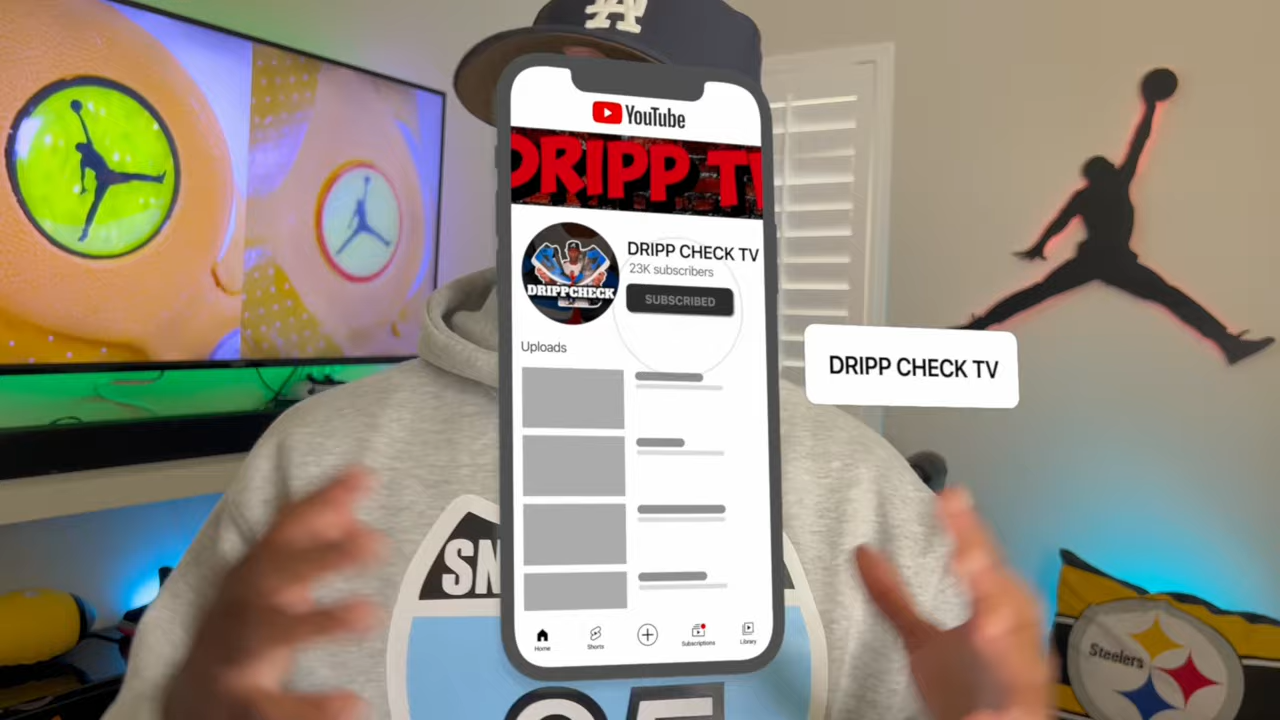 LA
YouTube
DRIPP TV
DRIPP CHECK TV
23K subscribers
SUBSCRIBED
DRIPPCHECK
Uploads
DRIPP CHECK TV
SN
Home
Shorts
Subscriptions
Library
Steelers